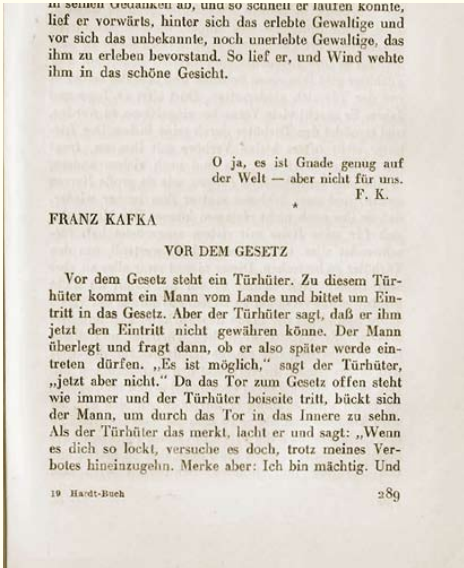 in seinen Gedanken ab, und so schnell er laufen konnte,
lief er vorwärts, hinter sich das erlebte Gewaltige und
vor sich das unbekannte, noch unerlebte Gewaltige, das
ihm zu erleben bevorstand. So lief er, und Wind wehte
ihm in das schöne Gesicht.
O ja, es ist Gnade genug auf
der Welt — aber nicht für uns.
F. K.
*
FRANZ KAFKA
VOR DEM GESETZ
Vor dem Gesetz steht ein Türhüter. Zu diesem Tür-
hüter kommt ein Mann vom Lande und bittet um Ein-
tritt in das Gesetz. Aber der Türhüter sagt, daß er ihm
jetzt den Eintritt nicht gewähren könne. Der Mann
überlegt und fragt dann, ob er also später werde ein-
treten dürfen. „Es ist möglich,“ sagt der Türhüter,
„jetzt aber nicht.“ Da das Tor zum Gesetz offen steht
wie immer und der Türhüter beiseite tritt, bückt sich
der Mann, um durch das Tor in das Innere zu sehn.
Als der Türhüter das merkt, lacht er und sagt: „Wenn
es dich so lockt, versuche es doch, trotz meines Ver-
botes hineinzugehn. Merke aber: Ich bin mächtig. Und
19 Hardt-Buch 289